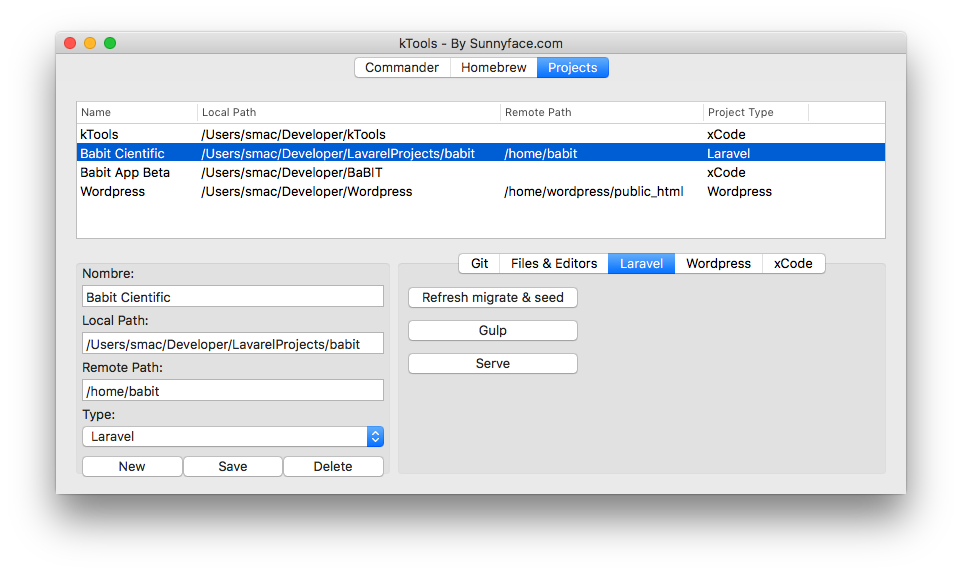 kTools - By Sunnyface.com
Commander Homebrew Projects
Name Local Path Remote Path Project Type
kTools /Users/smac/Developer/kTools xCode
Babit Cientific /Users/smac/Developer/LavarelProjects/babit /home/babit Laravel
Babit App Beta /Users/smac/Developer/BaBIT xCode
Wordpress /Users/smac/Developer/Wordpress /home/wordpress/public_html Wordpress
Nombre:
Babit Cientific
Local Path:
/Users/smac/Developer/LavarelProjects/babit
Remote Path:
/home/babit
Type:
Laravel
New Save Delete
Git Files & Editors Laravel Wordpress xCode
Refresh migrate & seed
Gulp
Serve